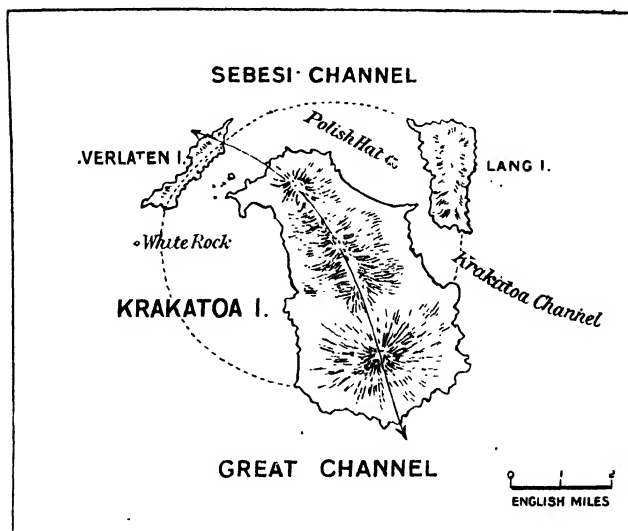 SEBESI CHANNEL
Polish Hat
VERLATEN I.
LANG I.
White Rock
Krakatoa Channel
KRAKATOA I.
GREAT CHANNEL
0 1 2
ENGLISH MILES